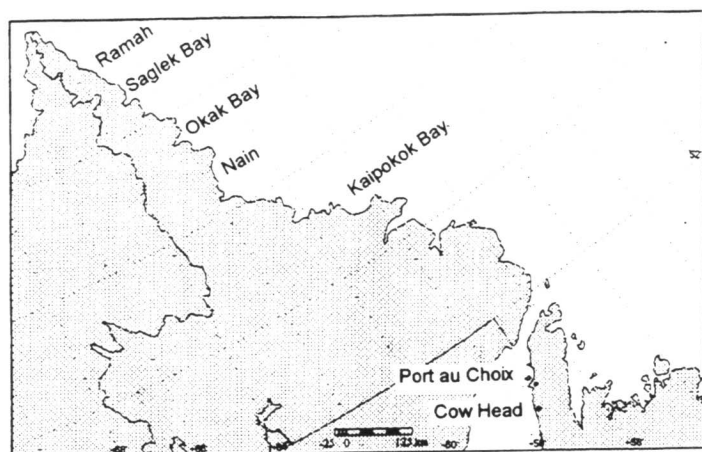 Ramah
Saglek Bay
Okak Bay
Nain
Kaipokok Bay
Port au Choix
Cow Head